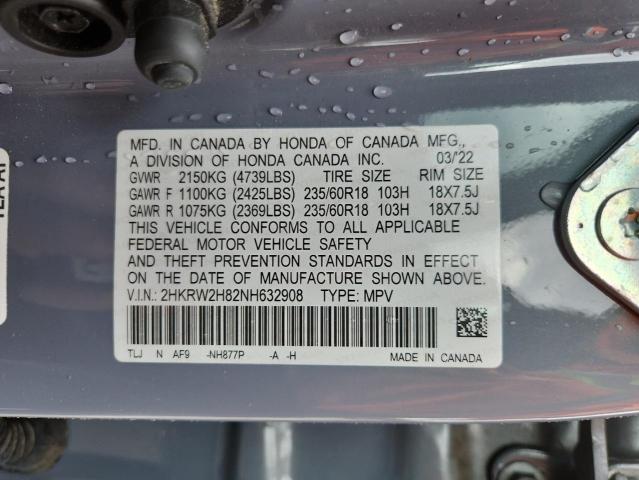 MFD. IN CANADA BY HONDA OF CANADA MFG.,
A DIVISION OF HONDA CANADA INC. 03/'22
GVWR 2150KG (4739LBS) TIRE SIZE RIM SIZE
GAWR F 1100KG (2425LBS) 235/60R18 103H 18X7.5J
GAWR R 1075KG (2369LBS) 235/60R18 103H 18X7.5J
THIS VEHICLE CONFORMS TO ALL APPLICABLE
FEDERAL MOTOR VEHICLE SAFETY
AND THEFT PREVENTION STANDARDS IN EFFECT
ON THE DATE OF MANUFACTURE SHOWN ABOVE.
V.I.N.: 2HKRW2H82NH632908 TYPE: MPV
TLJ N AF9 -NH877P -A -H MADE IN CANADA